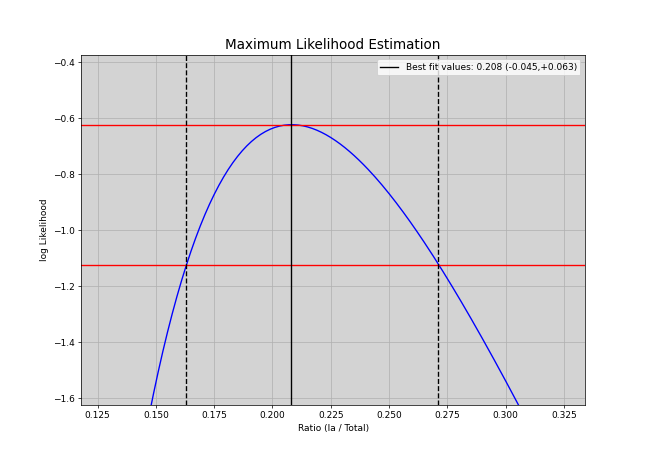 Maximum Likelihood Estimation
Best fit values: 0.208 (-0.045,+0.063)
log Likelihood
−0.4
−0.6
−0.8
−1.0
−1.2
−1.4
−1.6
0.125 0.150 0.175 0.200 0.225 0.250 0.275 0.300 0.325
Ratio (Ia / Total)